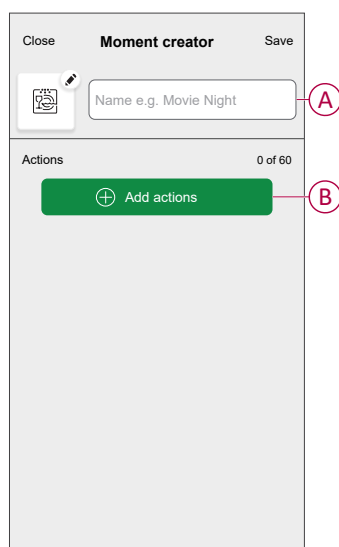 Close Moment creator Save
Name e.g. Movie Night
A
Actions 0 of 60
Add actions
B